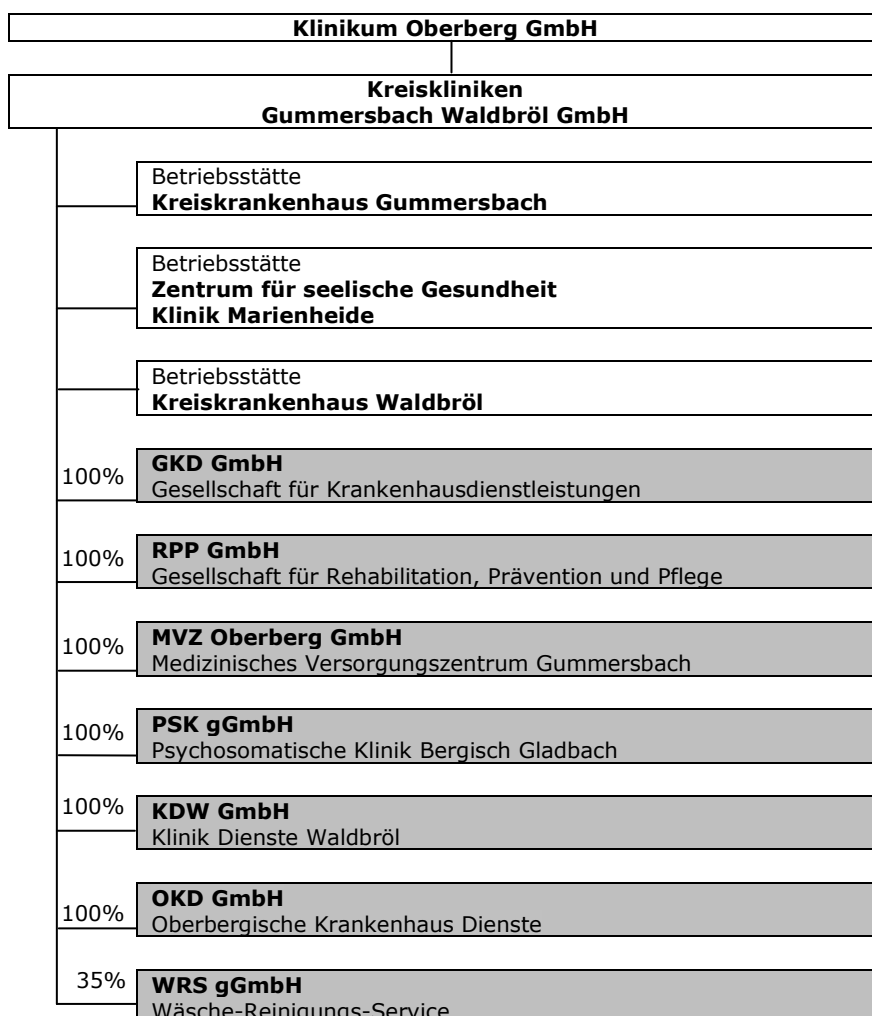 Klinikum Oberberg GmbH
Kreiskliniken
Gummersbach Waldbröl GmbH
Betriebsstätte
Kreiskrankenhaus Gummersbach
Betriebsstätte
Zentrum für seelische Gesundheit
Klinik Marienheide
Betriebsstätte
Kreiskrankenhaus Waldbröl
100%
GKD GmbH
Gesellschaft für Krankenhausdienstleistungen
100%
RPP GmbH
Gesellschaft für Rehabilitation, Prävention und Pflege
100%
MVZ Oberberg GmbH
Medizinisches Versorgungszentrum Gummersbach
100%
PSK gGmbH
Psychosomatische Klinik Bergisch Gladbach
100%
KDW GmbH
Klinik Dienste Waldbröl
100%
OKD GmbH
Oberbergische Krankenhaus Dienste
35%
WRS gGmbH
Wäsche-Reinigungs-Service